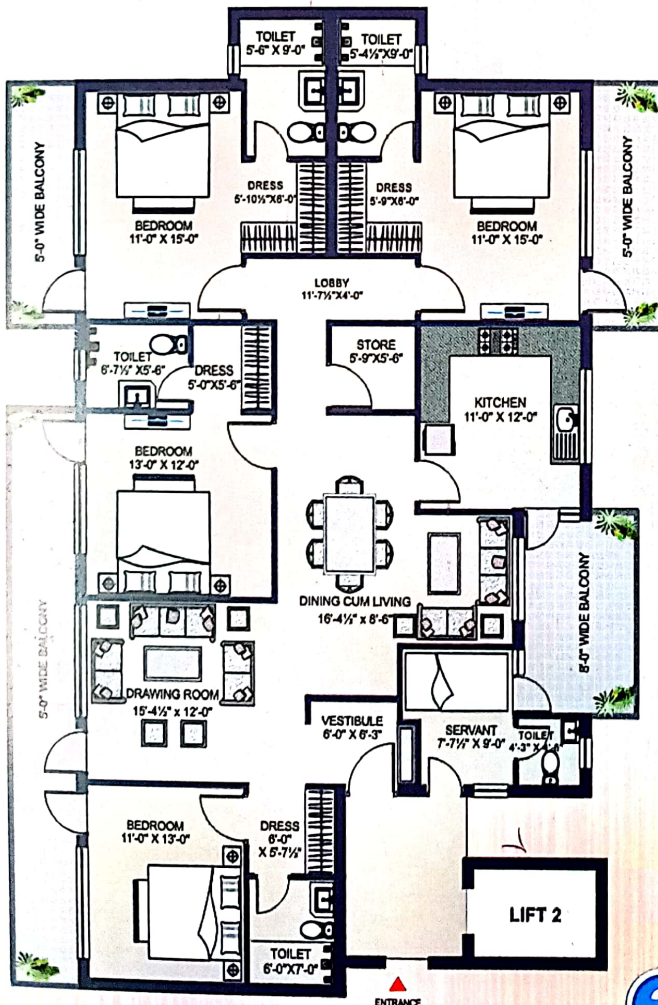 TOILET
5'-6" X 9'-0"
TOILET
5'-4½"X9'-0"
5'-0" WIDE BALCONY
DRESS
5'-10½"X6'-0"
DRESS
5'-9"X6'-0"
5'-0" WIDE BALCONY
BEDROOM
11'-0" X 15'-0"
BEDROOM
11'-0" X 15'-0"
LOBBY
11'-7½"X4'-0"
TOILET
6'-7½" X5'-6"
DRESS
5'-0"X5'-6"
STORE
5'-9"X5'-6"
KITCHEN
11'-0" X 12'-0"
BEDROOM
13'-0" X 12'-0"
DINING CUM LIVING
16'-4½" x 8'-6"
8'-0" WIDE BALCONY
5'-0" WIDE BALCONY
DRAWING ROOM
15'-4½" x 12'-0"
VESTIBULE
6'-0" X 6'-3"
SERVANT
7'-7½" X 9'-0"
TOILET
4'-3" X
BEDROOM
11'-0" X 13'-0"
DRESS
6'-0"
X 5'-7½"
LIFT 2
TOILET
6'-0"X7'-0"
ENTRANCE